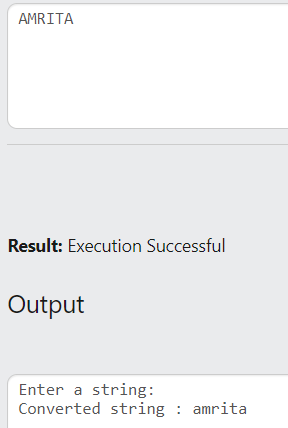 AMRITA
Result: Execution Successful
Output
Enter a string:
Converted string : amrita